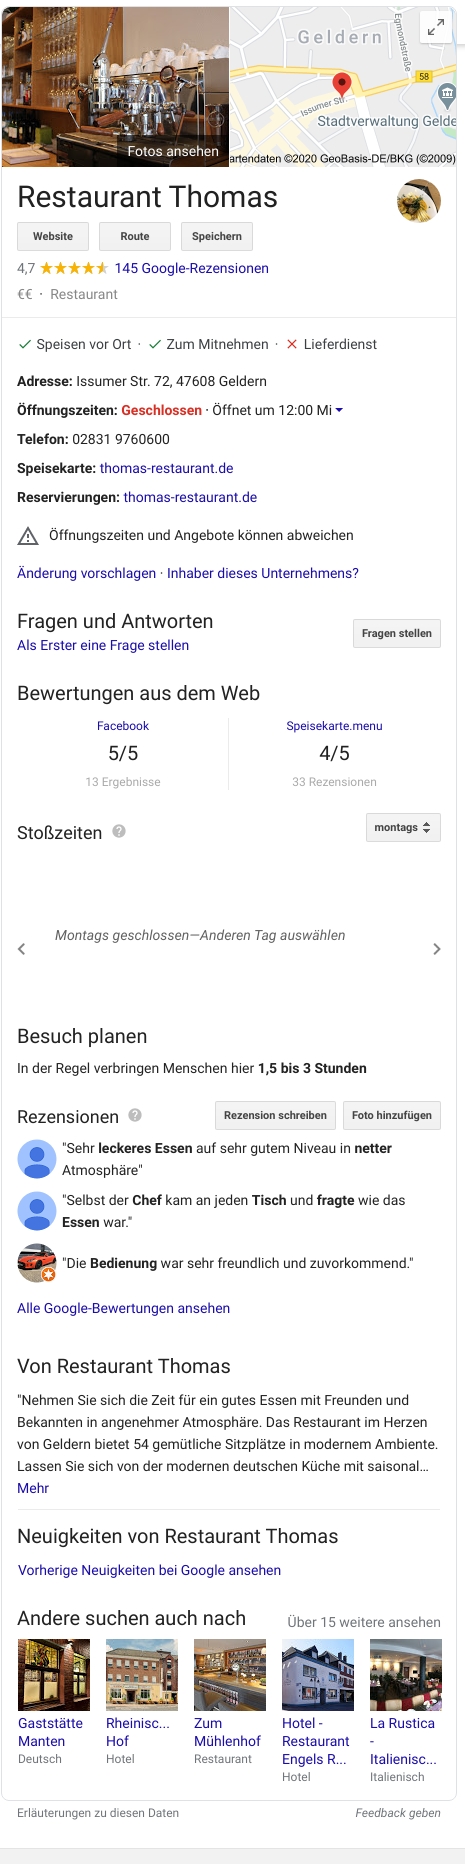 Geldern
Egmondstraße
58
Issumer Str.
Stadtverwaltung Gelde
Fotos ansehen
artendaten ©2020 GeoBasis-DE/BKG (©2009)
Restaurant Thomas
Website
Route
Speichern
4,7 145 Google-Rezensionen
€€ · Restaurant
Speisen vor Ort · Zum Mitnehmen · Lieferdienst
Adresse: Issumer Str. 72, 47608 Geldern
Öffnungszeiten: Geschlossen · Öffnet um 12:00 Mi
Telefon: 02831 9760600
Speisekarte: thomas-restaurant.de
Reservierungen: thomas-restaurant.de
Öffnungszeiten und Angebote können abweichen
Änderung vorschlagen · Inhaber dieses Unternehmens?
Fragen und Antworten
Als Erster eine Frage stellen
Fragen stellen
Bewertungen aus dem Web
Facebook
5/5
13 Ergebnisse
Speisekarte.menu
4/5
33 Rezensionen
Stoßzeiten ?
montags
Montags geschlossen—Anderen Tag auswählen
Besuch planen
In der Regel verbringen Menschen hier 1,5 bis 3 Stunden
Rezensionen ?
Rezension schreiben
Foto hinzufügen
"Sehr leckeres Essen auf sehr gutem Niveau in netter
Atmosphäre"
"Selbst der Chef kam an jeden Tisch und fragte wie das
Essen war."
"Die Bedienung war sehr freundlich und zuvorkommend."
Alle Google-Bewertungen ansehen
Von Restaurant Thomas
"Nehmen Sie sich die Zeit für ein gutes Essen mit Freunden und
Bekannten in angenehmer Atmosphäre. Das Restaurant im Herzen
von Geldern bietet 54 gemütliche Sitzplätze in modernem Ambiente.
Lassen Sie sich von der modernen deutschen Küche mit saisonal…
Mehr
Neuigkeiten von Restaurant Thomas
Vorherige Neuigkeiten bei Google ansehen
Andere suchen auch nach
Über 15 weitere ansehen
Gaststätte
Manten
Deutsch
Rheinisc...
Hof
Hotel
Zum
Mühlenhof
Restaurant
Hotel -
Restaurant
Engels R...
Hotel
La Rustica
-
Italienisc...
Italienisch
Erläuterungen zu diesen Daten
Feedback geben